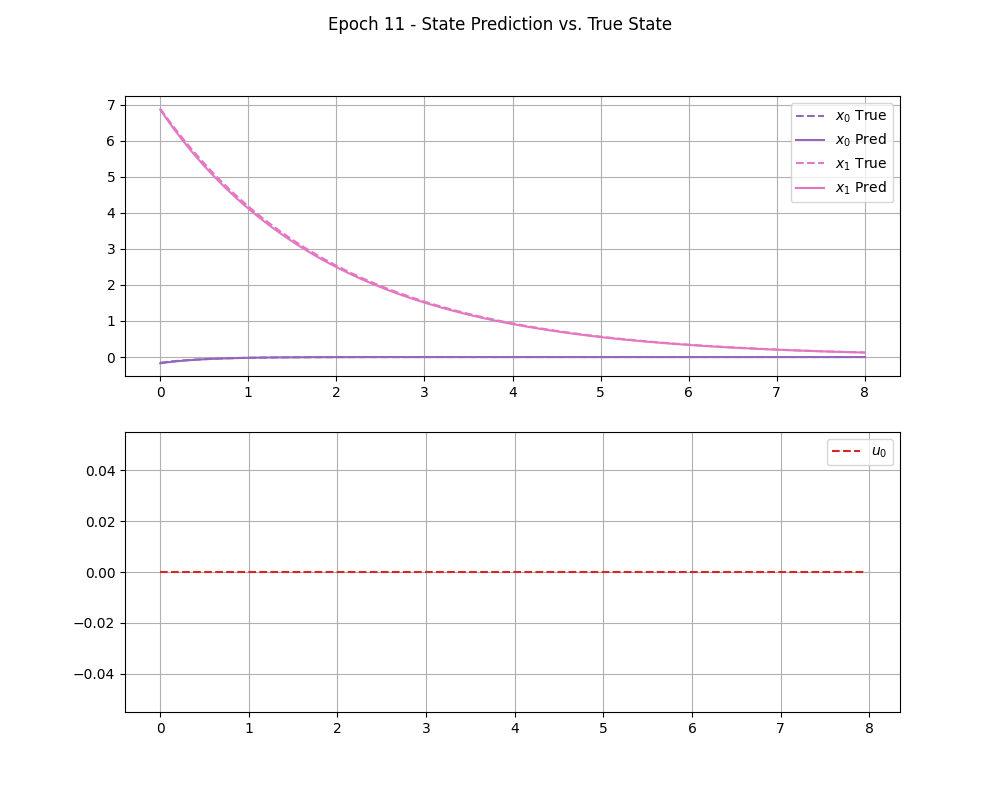 Epoch 11 - State Prediction vs. True State
7
6
5
4
3
2
1
0
x₀ True
x₀ Pred
x₁ True
x₁ Pred
0 1 2 3 4 5 6 7 8
0.04
0.02
0.00
−0.02
−0.04
u₀
0 1 2 3 4 5 6 7 8